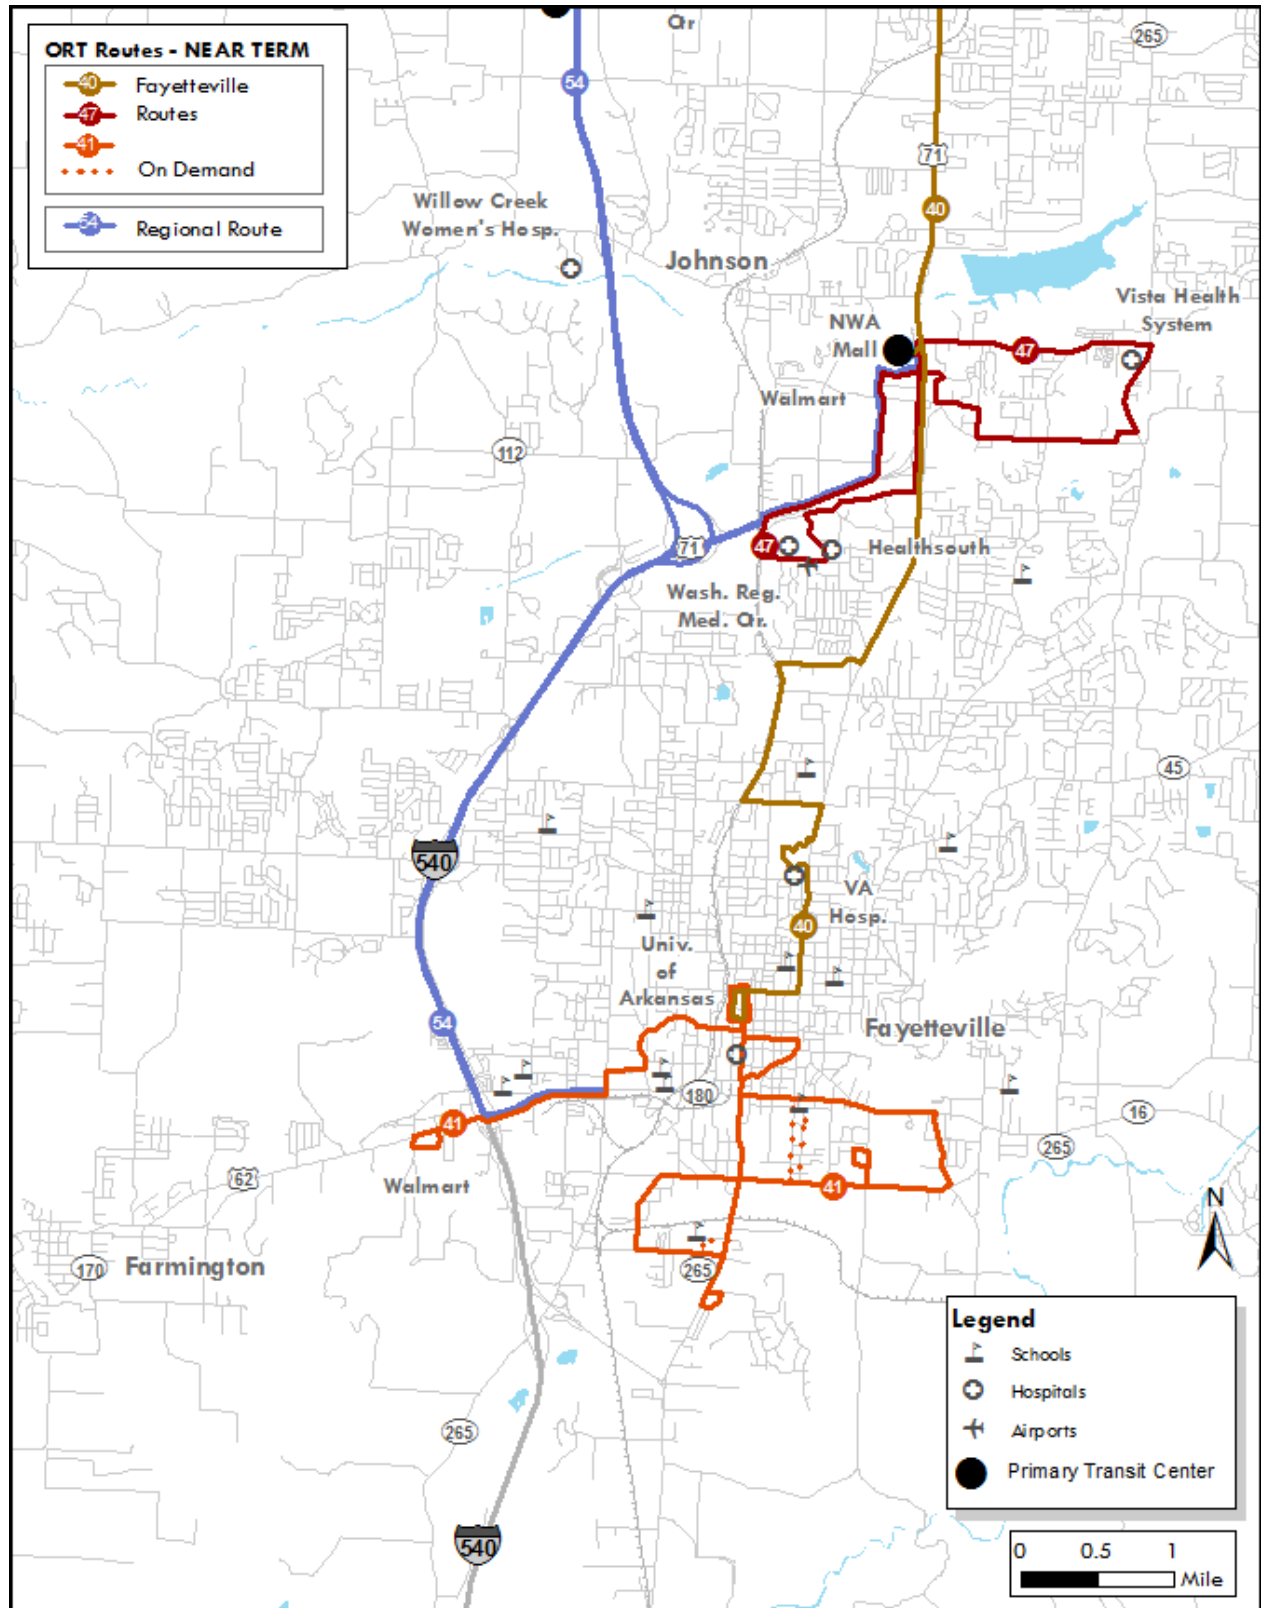 Ctr
265
ORT Routes - NEAR TERM
40 Fayetteville
47 Routes
41
On Demand
54 Regional Route
54
71
40
Willow Creek
Women's Hosp.
Johnson
Vista Health
System
NWA
Mall
47
Walmart
112
71
47
Healthsouth
Wash. Reg.
Med. Ctr.
45
540
VA
Hosp.
40
Univ.
of
Arkansas
54
Fayetteville
180
41
16
265
62
Walmart
41
N
170
Farmington
265
Legend
Schools
Hospitals
Airports
Primary Transit Center
265
540
0 0.5 1
Mile